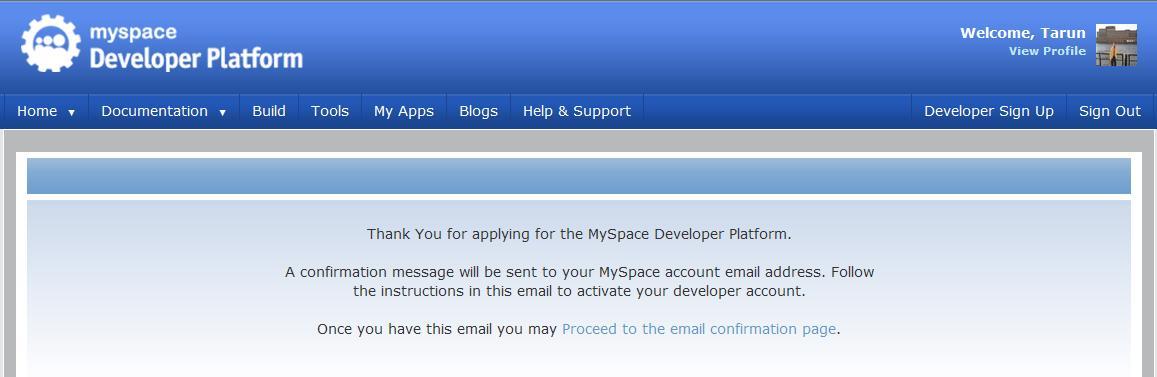 myspace
Developer Platform
Welcome, Tarun
View Profile
Home Documentation Build Tools My Apps Blogs Help & Support Developer Sign Up Sign Out
Thank You for applying for the MySpace Developer Platform.
A confirmation message will be sent to your MySpace account email address. Follow
the instructions in this email to activate your developer account.
Once you have this email you may Proceed to the email confirmation page.